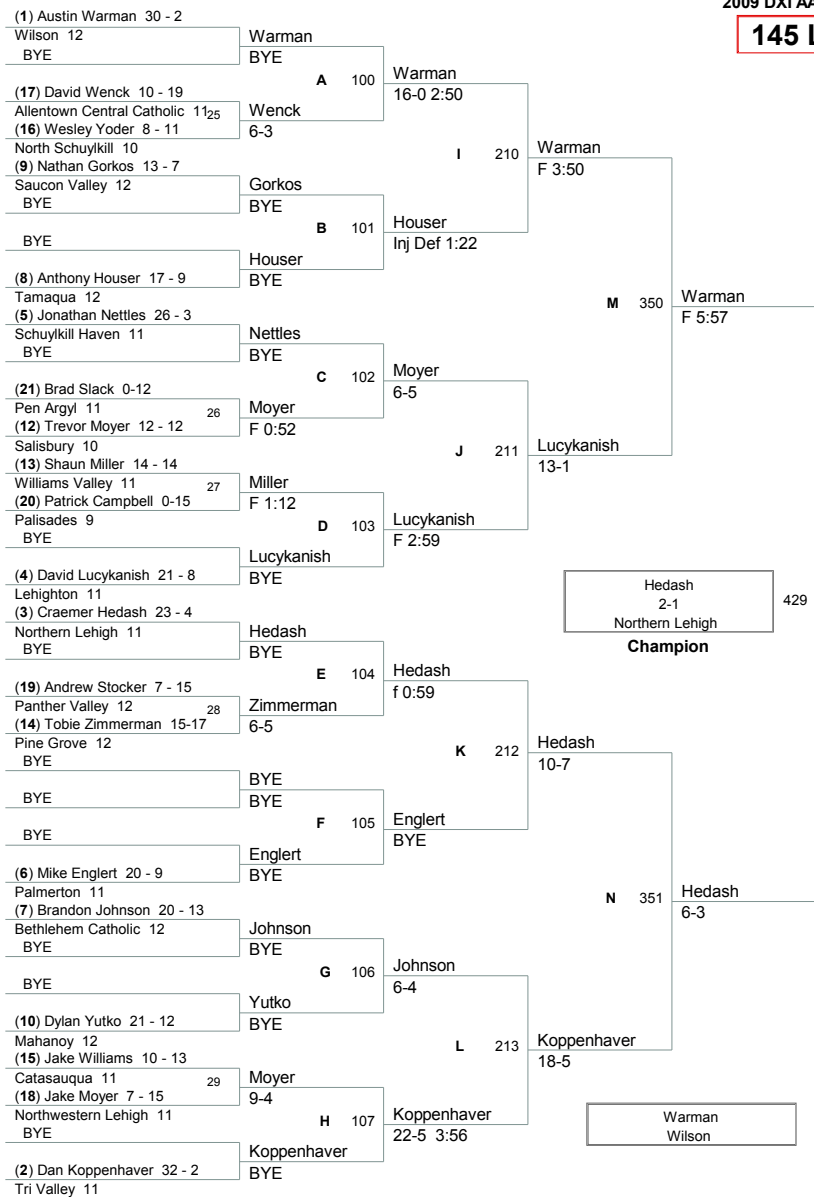 2009 DXI AA
145 L
(1) Austin Warman 30 - 2
Wilson 12
BYE
(17) David Wenck 10 - 19
Allentown Central Catholic 11
25
(16) Wesley Yoder 8 - 11
North Schuylkill 10
(9) Nathan Gorkos 13 - 7
Saucon Valley 12
BYE
BYE
(8) Anthony Houser 17 - 9
Tamaqua 12
(5) Jonathan Nettles 26 - 3
Schuylkill Haven 11
BYE
(21) Brad Slack 0-12
Pen Argyl 11
26
(12) Trevor Moyer 12 - 12
Salisbury 10
(13) Shaun Miller 14 - 14
Williams Valley 11
27
(20) Patrick Campbell 0-15
Palisades 9
BYE
(4) David Lucykanish 21 - 8
Lehighton 11
(3) Craemer Hedash 23 - 4
Northern Lehigh 11
BYE
(19) Andrew Stocker 7 - 15
Panther Valley 12
28
(14) Tobie Zimmerman 15-17
Pine Grove 12
BYE
BYE
BYE
(6) Mike Englert 20 - 9
Palmerton 11
(7) Brandon Johnson 20 - 13
Bethlehem Catholic 12
BYE
BYE
(10) Dylan Yutko 21 - 12
Mahanoy 12
(15) Jake Williams 10 - 13
Catasauqua 11
29
(18) Jake Moyer 7 - 15
Northwestern Lehigh 11
BYE
(2) Dan Koppenhaver 32 - 2
Tri Valley 11
Warman
BYE
A 100
Wenck
6-3
Gorkos
BYE
B 101
Houser
BYE
Nettles
BYE
C 102
Moyer
F 0:52
Miller
F 1:12
D 103
Lucykanish
BYE
Hedash
BYE
E 104
Zimmerman
6-5
BYE
BYE
F 105
Englert
BYE
Johnson
BYE
G 106
Yutko
BYE
Moyer
9-4
H 107
Koppenhaver
BYE
Warman
16-0 2:50
I 210
Houser
Inj Def 1:22
Moyer
6-5
J 211
Lucykanish
F 2:59
Hedash
f 0:59
K 212
Englert
BYE
Johnson
6-4
L 213
Koppenhaver
22-5 3:56
Warman
F 3:50
M 350
Lucykanish
13-1
Hedash
10-7
N 351
Koppenhaver
18-5
Warman
F 5:57
Hedash
2-1
Northern Lehigh
429
Champion
Hedash
6-3
Warman
Wilson